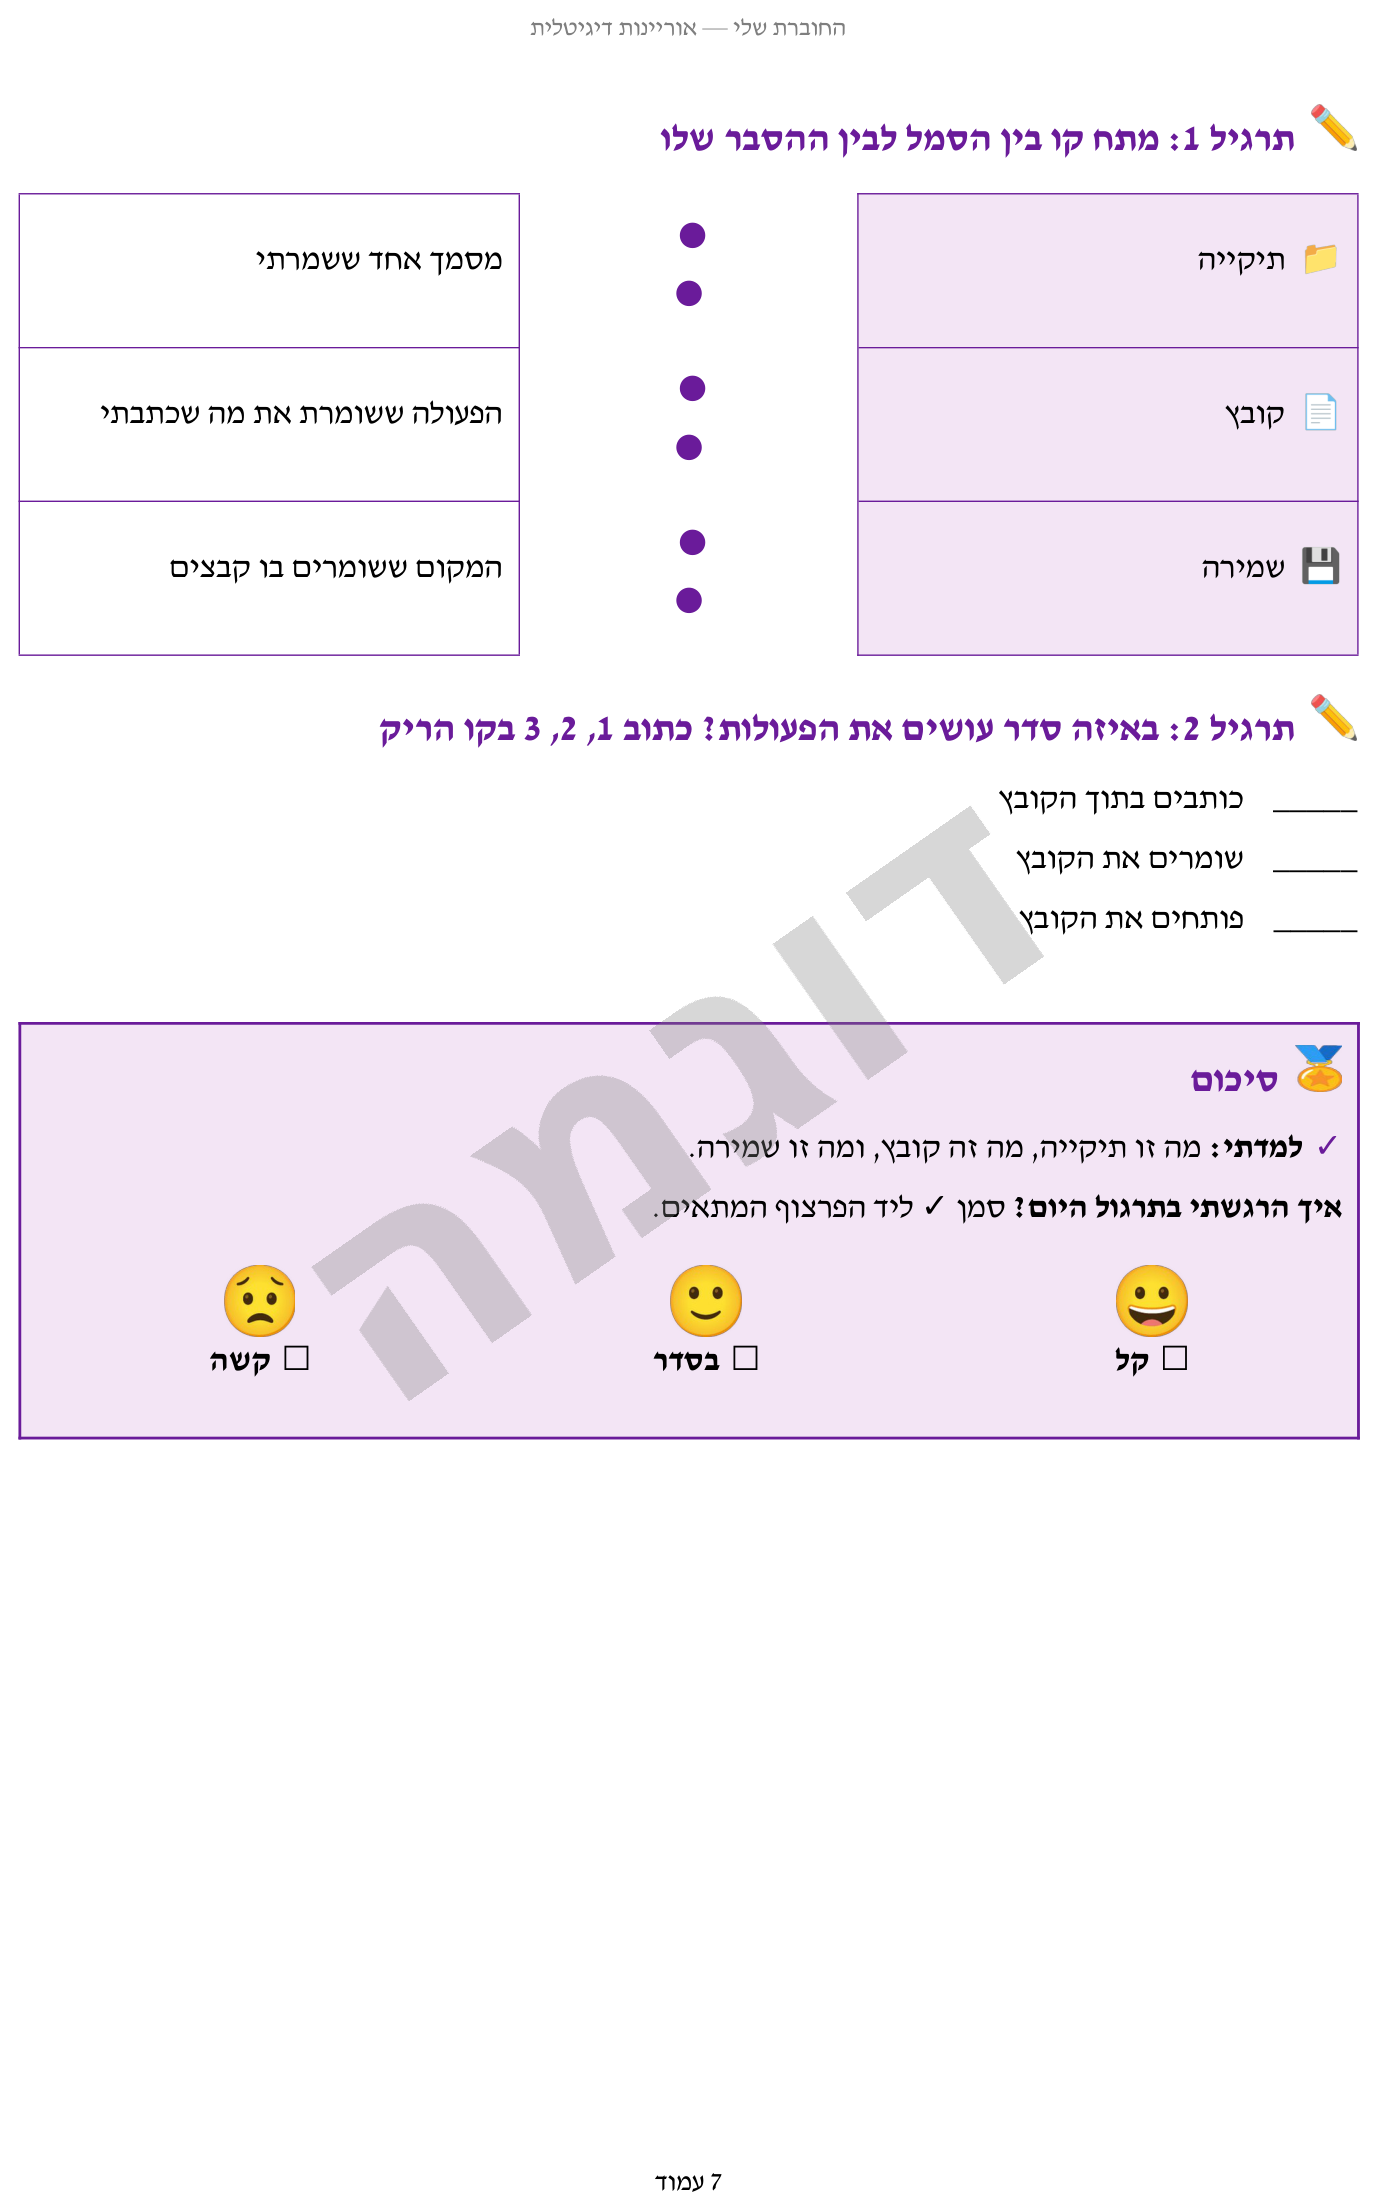 החוברת שלי — אוריינות דיגיטלית
✏️ תרגיל 1: מתח קו בין הסמל לבין ההסבר שלו
📁 תיקייה ● ● מסמך אחד ששמרתי
📄 קובץ ● ● הפעולה ששומרת את מה שכתבתי
💾 שמירה ● ● המקום ששומרים בו קבצים
✏️ תרגיל 2: באיזה סדר עושים את הפעולות? כתוב 1, 2, 3 בקו הריק
_____ כותבים בתוך הקובץ
_____ שומרים את הקובץ
_____ פותחים את הקובץ
דוגמה
🏅 סיכום
✓ למדתי: מה זו תיקייה, מה זה קובץ, ומה זו שמירה.
איך הרגשתי בתרגול היום? סמן ✓ ליד הפרצוף המתאים.
☐ קל ☐ בסדר ☐ קשה
7 עמוד